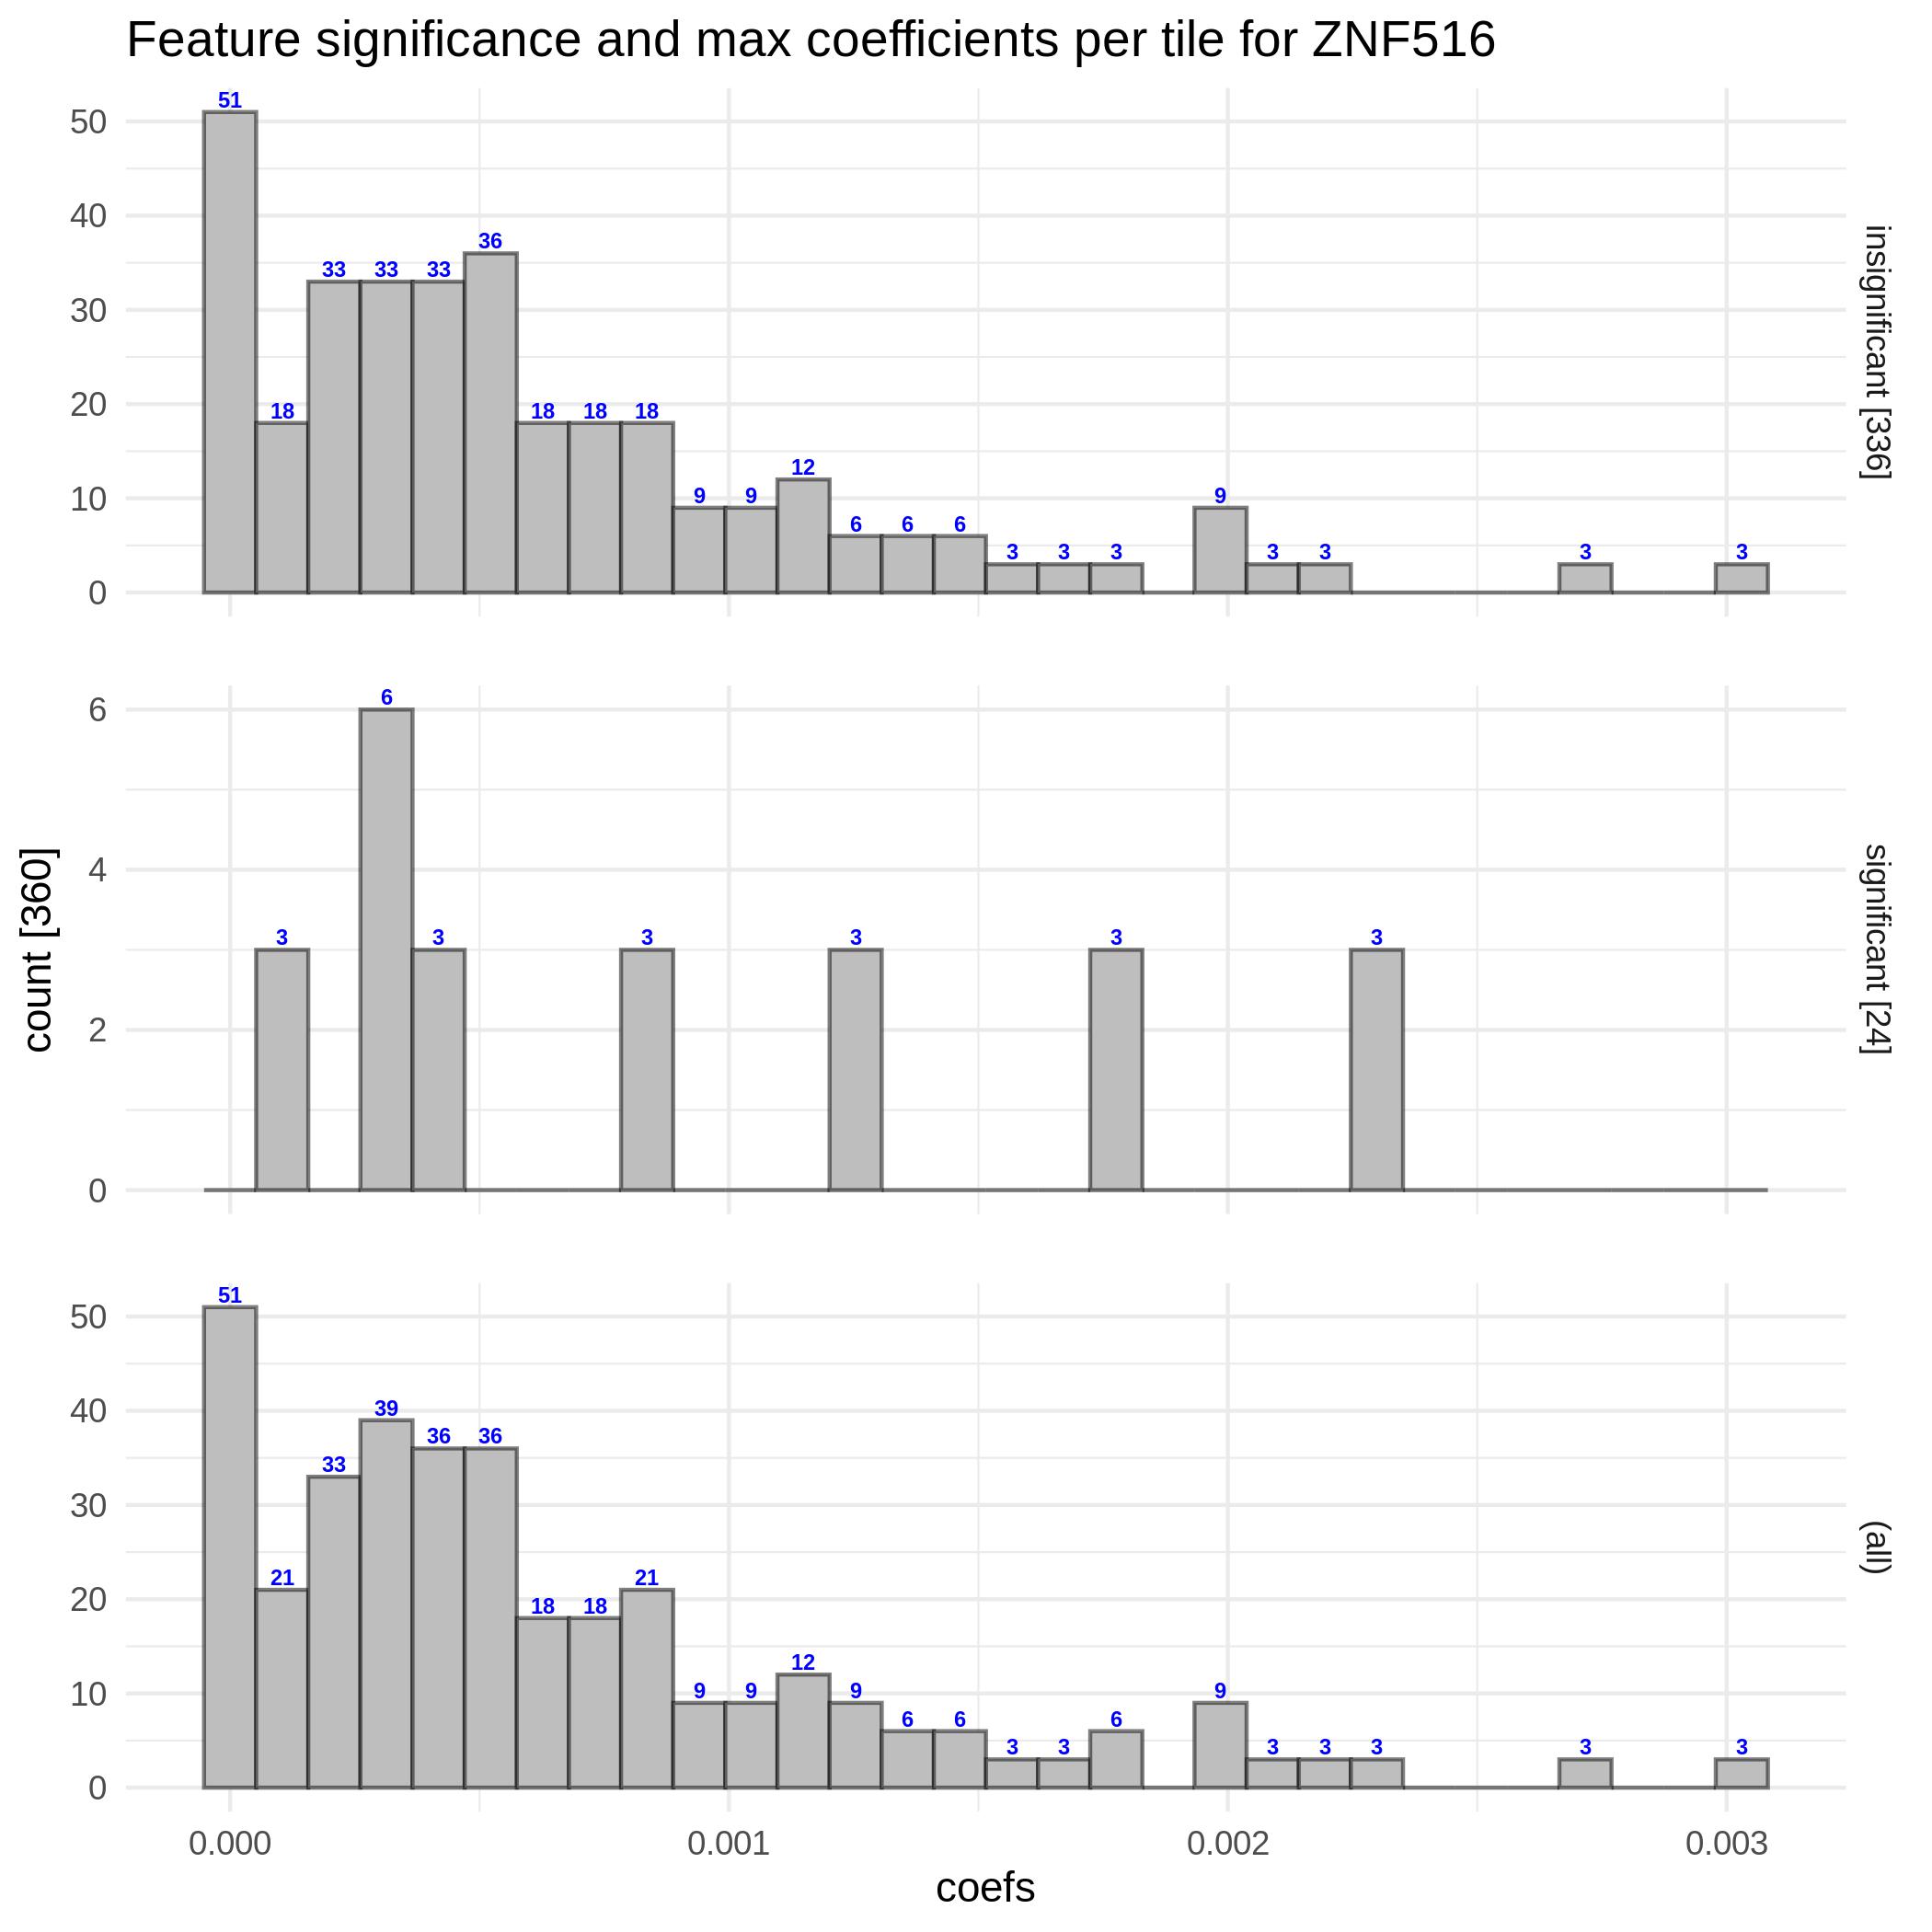 Feature significance and max coefficients per tile for ZNF516
51
18 33 33 33 36 18 18 18 9 9 12 6 6 6 3 3 3 9 3 3 3 3
50
40
30
20
10
0
insignificant [336]
3 6 3 3 3 3 3
6
4
2
0
significant [24]
count [360]
51
21 33 39 36 36 18 18 21 9 9 12 9 6 6 3 3 6 9 3 3 3 3 3
50
40
30
20
10
0
(all)
0.000 0.001 0.002 0.003
coefs